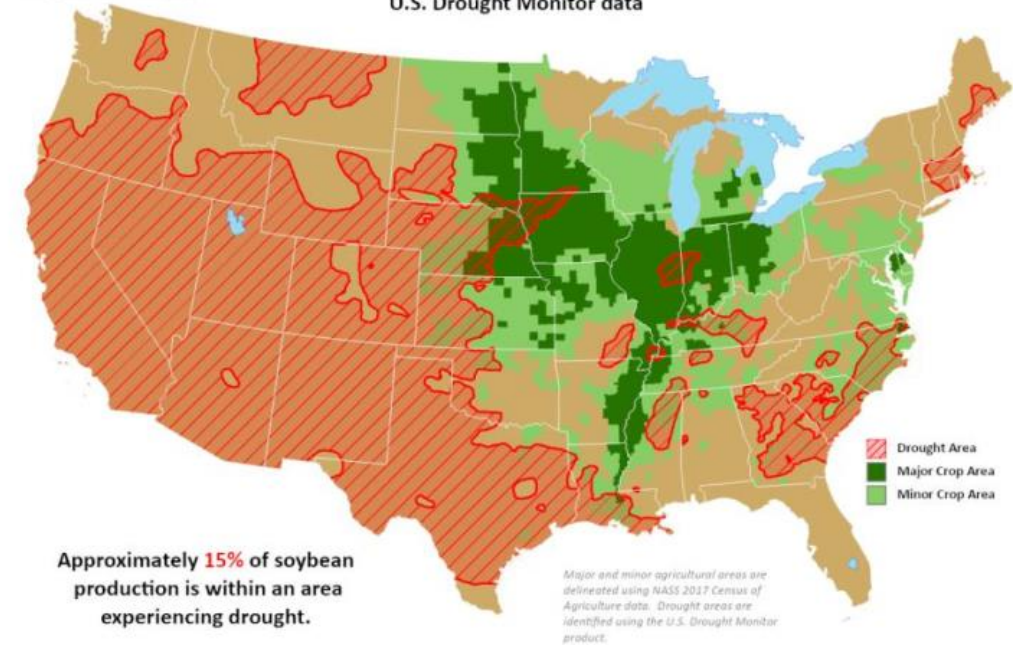 U.S. Drought Monitor data
Drought Area
Major Crop Area
Minor Crop Area
Approximately 15% of soybean
production is within an area
experiencing drought.
Major and minor agricultural areas are
delineated using NASS 2017 Census of
Agriculture data. Drought areas are
identified using the U.S. Drought Monitor
product.